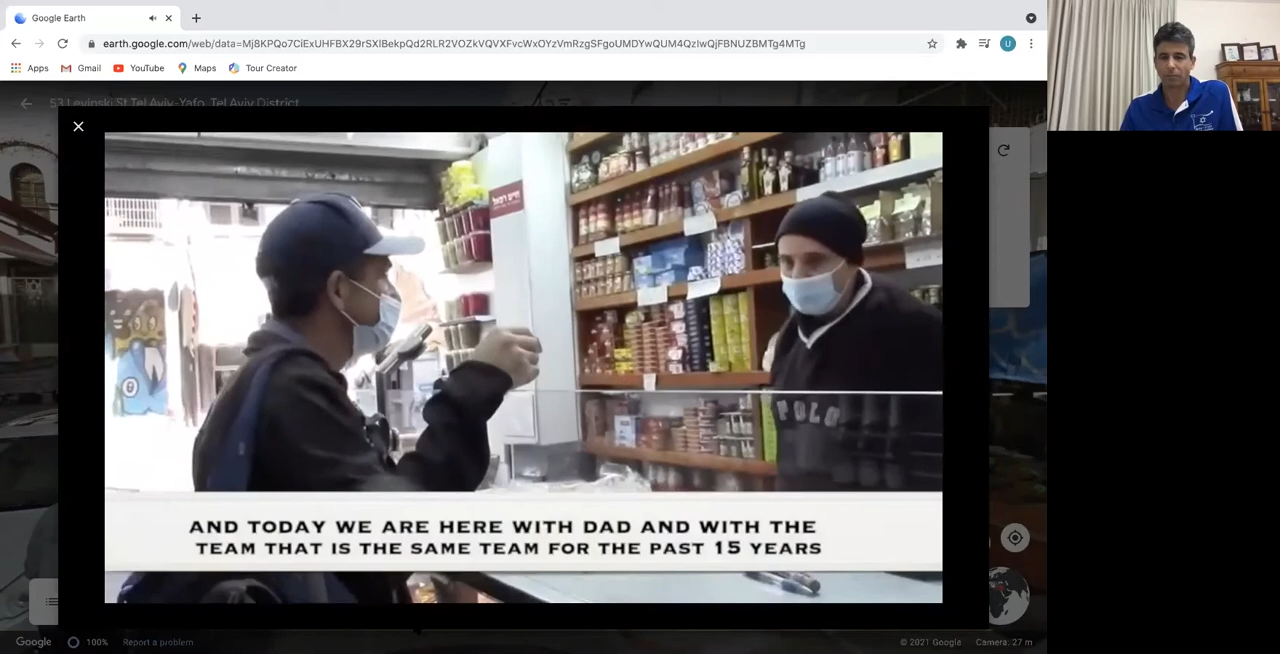 Google Earth
earth.google.com/web/data=Mj8KPQo7CiExUHFBX29rSXlBekpQd2RLR2VOZkVQVXFvcWxOYzVmRzgSFgoUMDYwQUM4QzIwQjFBNUZBMTg4MTg
U
Apps
Gmail
YouTube
Maps
Tour Creator
53 Levinski St Tel Aviv-Yafo, Tel Aviv District
חיים רפאל
POLO
AND TODAY WE ARE HERE WITH DAD AND WITH THE
TEAM THAT IS THE SAME TEAM FOR THE PAST 15 YEARS
Google
100%
Report a problem
© 2021 Google
Camera: 27 m